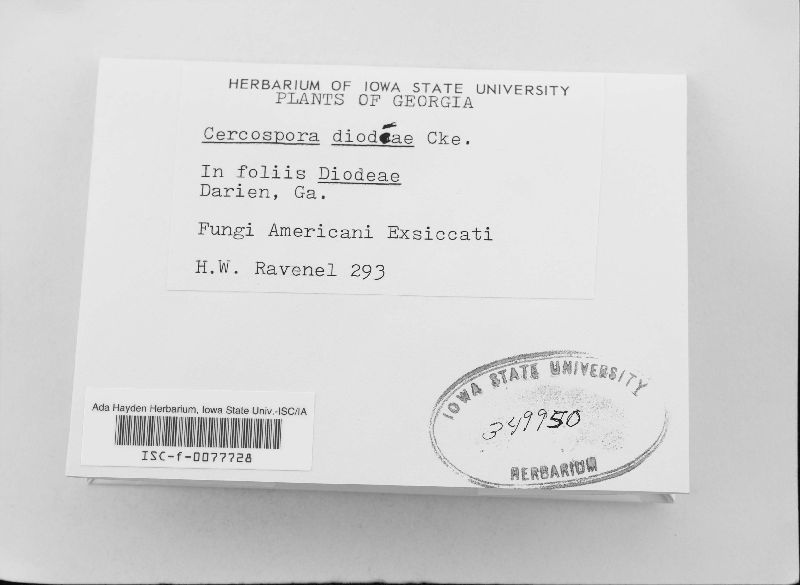 HERBARIUM OF IOWA STATE UNIVERSITY
PLANTS OF GEORGIA
Cercospora diodeae Cke.
In foliis Diodeae
Darien, Ga.
Fungi Americani Exsiccati
H.W. Ravenel 293
IOWA STATE UNIVERSITY
349950
HERBARIUM
Ada Hayden Herbarium, Iowa State Univ.-ISC/IA
ISC-f-0077728